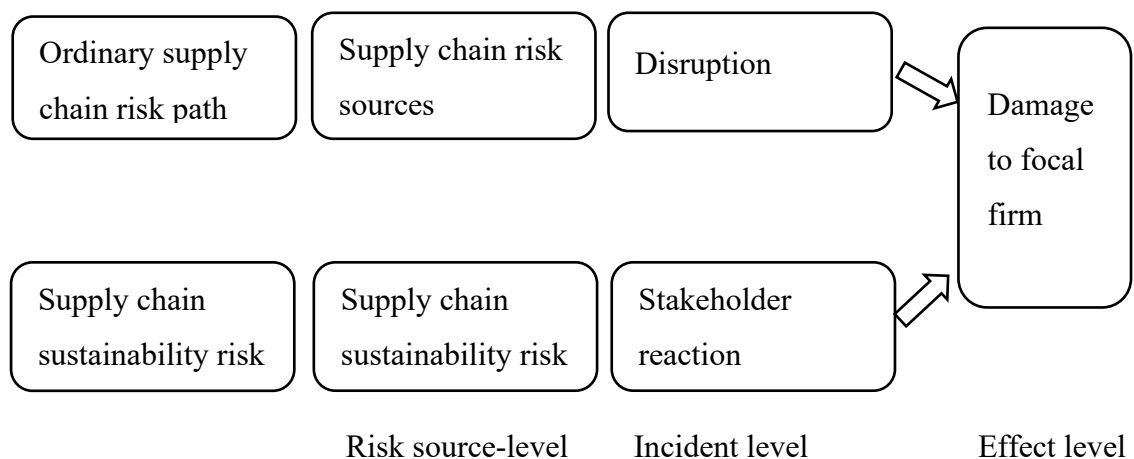 Ordinary supply
chain risk path
Supply chain risk
sources
Disruption
Damage
to focal
firm
Supply chain
sustainability risk
Supply chain
sustainability risk
Stakeholder
reaction
Risk source-level
Incident level
Effect level